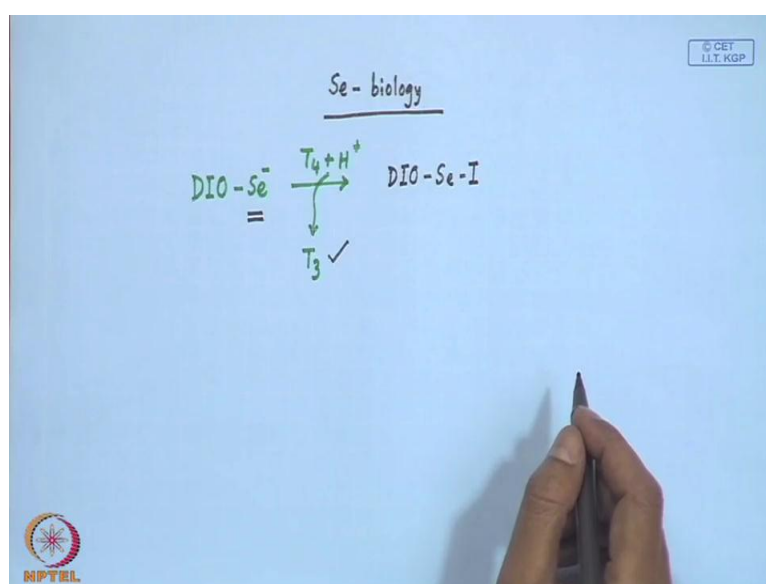 © CET
I.I.T. KGP
Se - biology
T₄ + H⁺
DIO - Se⁻ → DIO - Se - I
T₃ ✓
NPTEL